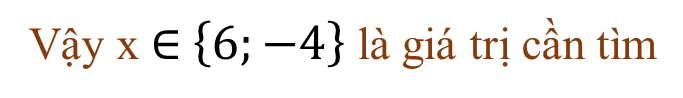 Vậy x ∈ {6; −4} là giá trị cần tìm